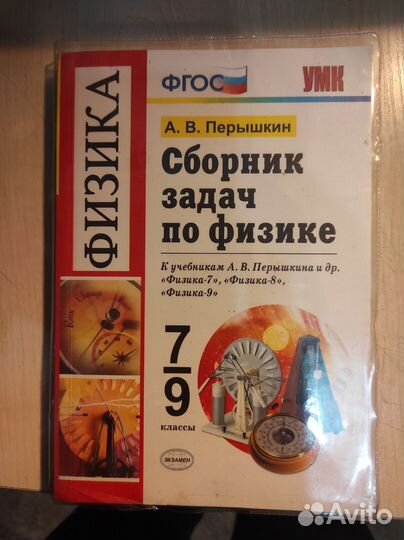 ФИЗИКА
ФГОС
УМК
А. В. Перышкин
Сборник
задач
по физике
К учебникам А. В. Перышкина и др.
«Физика-7», «Физика-8»,
«Физика-9»
7
9
классы
ЭКЗАМЕН
Avito